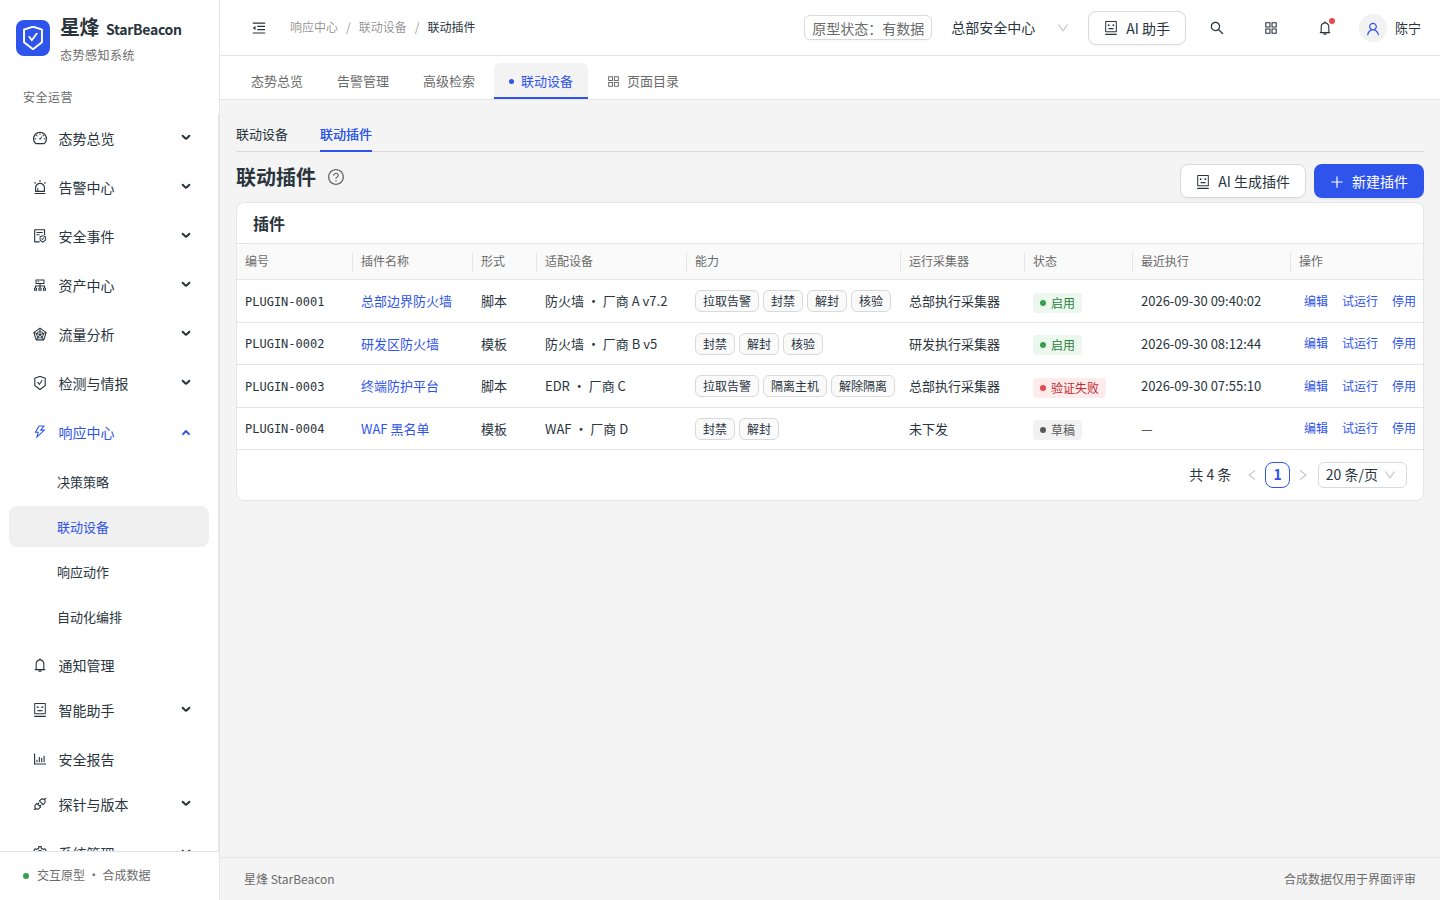 星烽 StarBeacon
态势感知系统
安全运营
态势总览
告警中心
安全事件
资产中心
流量分析
检测与情报
响应中心
决策策略
联动设备
响应动作
自动化编排
通知管理
智能助手
安全报告
探针与版本
系统管理
交互原型 · 合成数据
响应中心 / 联动设备 / 联动插件
原型状态：有数据
总部安全中心
AI 助手
陈宁
态势总览 告警管理 高级检索 联动设备 页面目录
联动设备 联动插件
联动插件
AI 生成插件
新建插件
插件
编号 插件名称 形式 适配设备 能力 运行采集器 状态 最近执行 操作
PLUGIN-0001 总部边界防火墙 脚本 防火墙 · 厂商 A v7.2 拉取告警 封禁 解封 核验 总部执行采集器 启用 2026-09-30 09:40:02 编辑 试运行 停用
PLUGIN-0002 研发区防火墙 模板 防火墙 · 厂商 B v5 封禁 解封 核验 研发执行采集器 启用 2026-09-30 08:12:44 编辑 试运行 停用
PLUGIN-0003 终端防护平台 脚本 EDR · 厂商 C 拉取告警 隔离主机 解除隔离 总部执行采集器 验证失败 2026-09-30 07:55:10 编辑 试运行 停用
PLUGIN-0004 WAF 黑名单 模板 WAF · 厂商 D 封禁 解封 未下发 草稿 — 编辑 试运行 停用
共 4 条 < 1 > 20 条/页
星烽 StarBeacon
合成数据仅用于界面评审